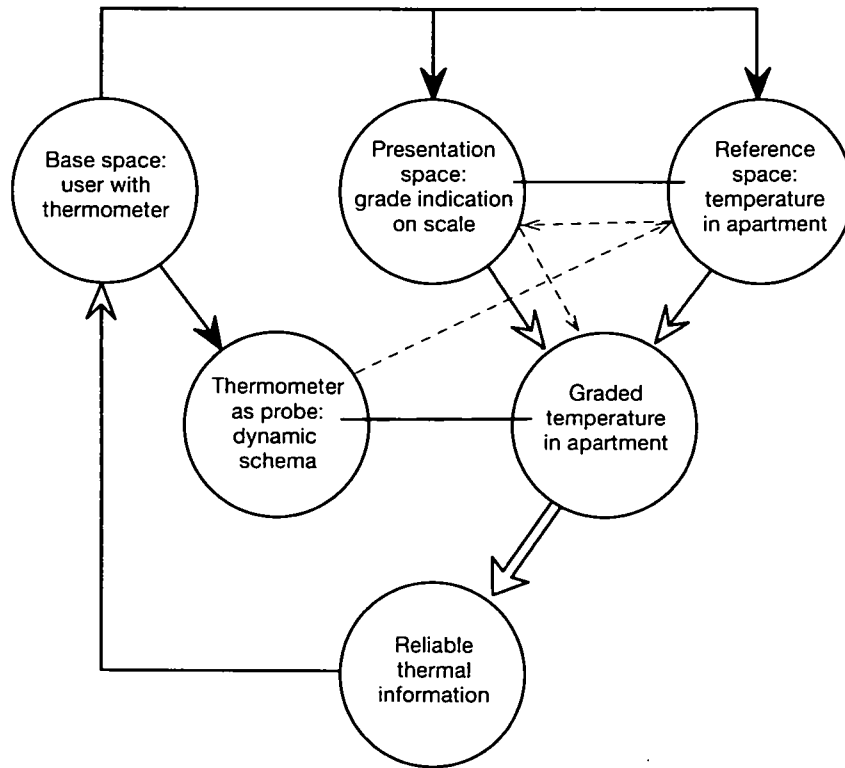 Base space:
user with
thermometer
Presentation
space:
grade indication
on scale
Reference
space:
temperature
in apartment
Thermometer
as probe:
dynamic
schema
Graded
temperature
in apartment
Reliable
thermal
information